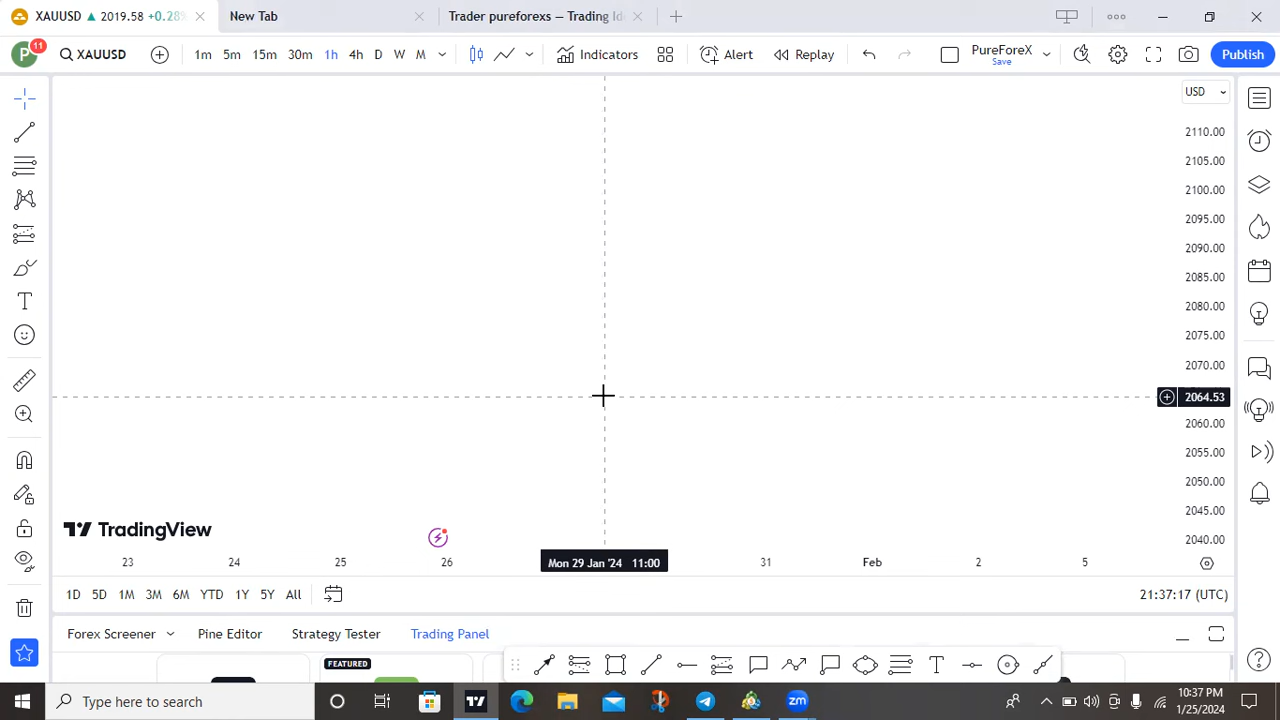 XAUUSD ▲ 2019.58 +0.28%
New Tab
Trader pureforexs — Trading Id
P
11
XAUUSD
1m 5m 15m 30m 1h 4h D W M
Indicators
Alert
Replay
PureForeX
Save
Publish
USD
2110.00
2105.00
2100.00
2095.00
2090.00
2085.00
2080.00
2075.00
2070.00
2064.53
2060.00
2055.00
2050.00
2045.00
2040.00
TradingView
23 24 25 26 Mon 29 Jan '24 11:00 31 Feb 2 5
1D 5D 1M 3M 6M YTD 1Y 5Y All
21:37:17 (UTC)
Forex Screener
Pine Editor
Strategy Tester
Trading Panel
FEATURED
Type here to search
10:37 PM
1/25/2024